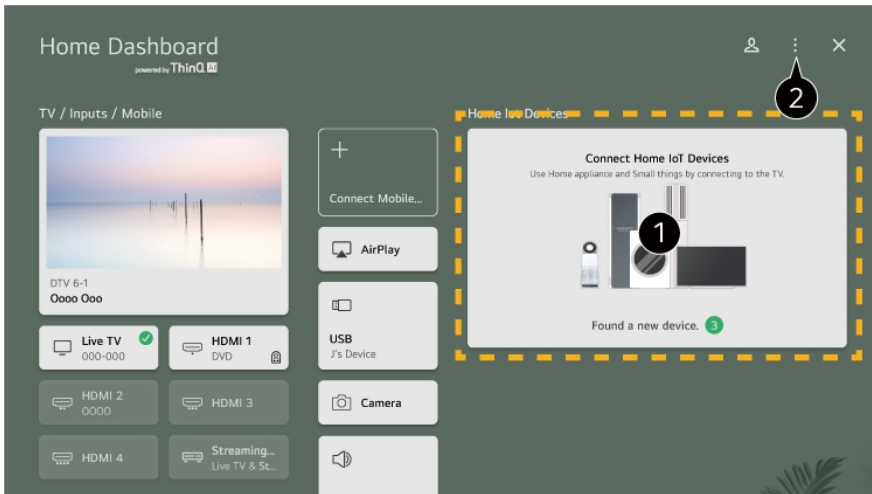 Home Dashboard
powered by ThinQ AI
2
TV / Inputs / Mobile
Home Iot Devices
Connect Mobile...
AirPlay
DTV 6-1
Oooo Ooo
USB
J's Device
Live TV
000-000
HDMI 1
DVD
HDMI 2
0000
HDMI 3
Camera
HDMI 4
Streaming...
Live TV & St...
Connect Home IoT Devices
Use Home appliance and Small things by connecting to the TV.
1
Found a new device. 3